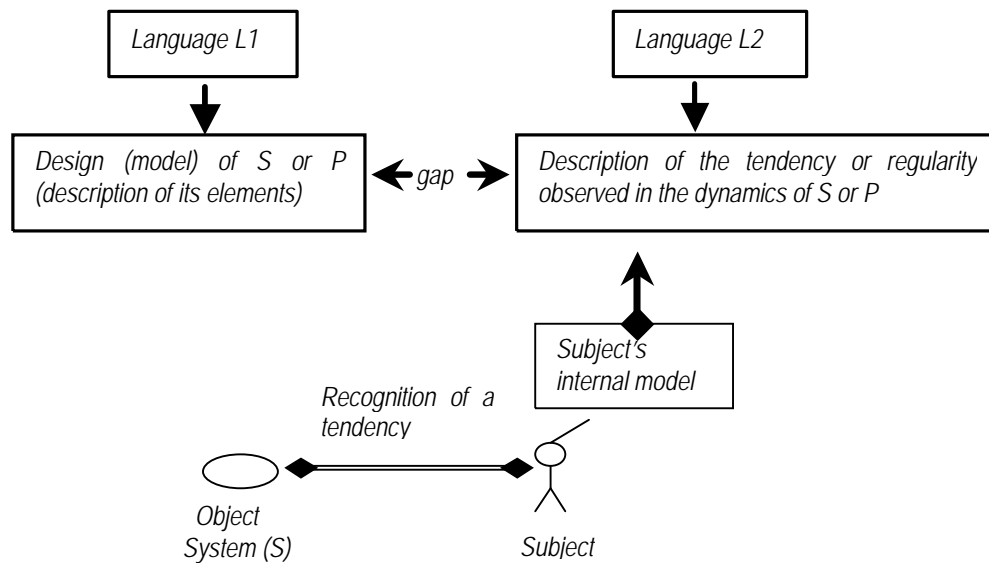 Language L1
Language L2
Design (model) of S or P
(description of its elements)
gap
Description of the tendency or regularity
observed in the dynamics of S or P
Subject's
internal model
Recognition of a
tendency
Object
System (S)
Subject